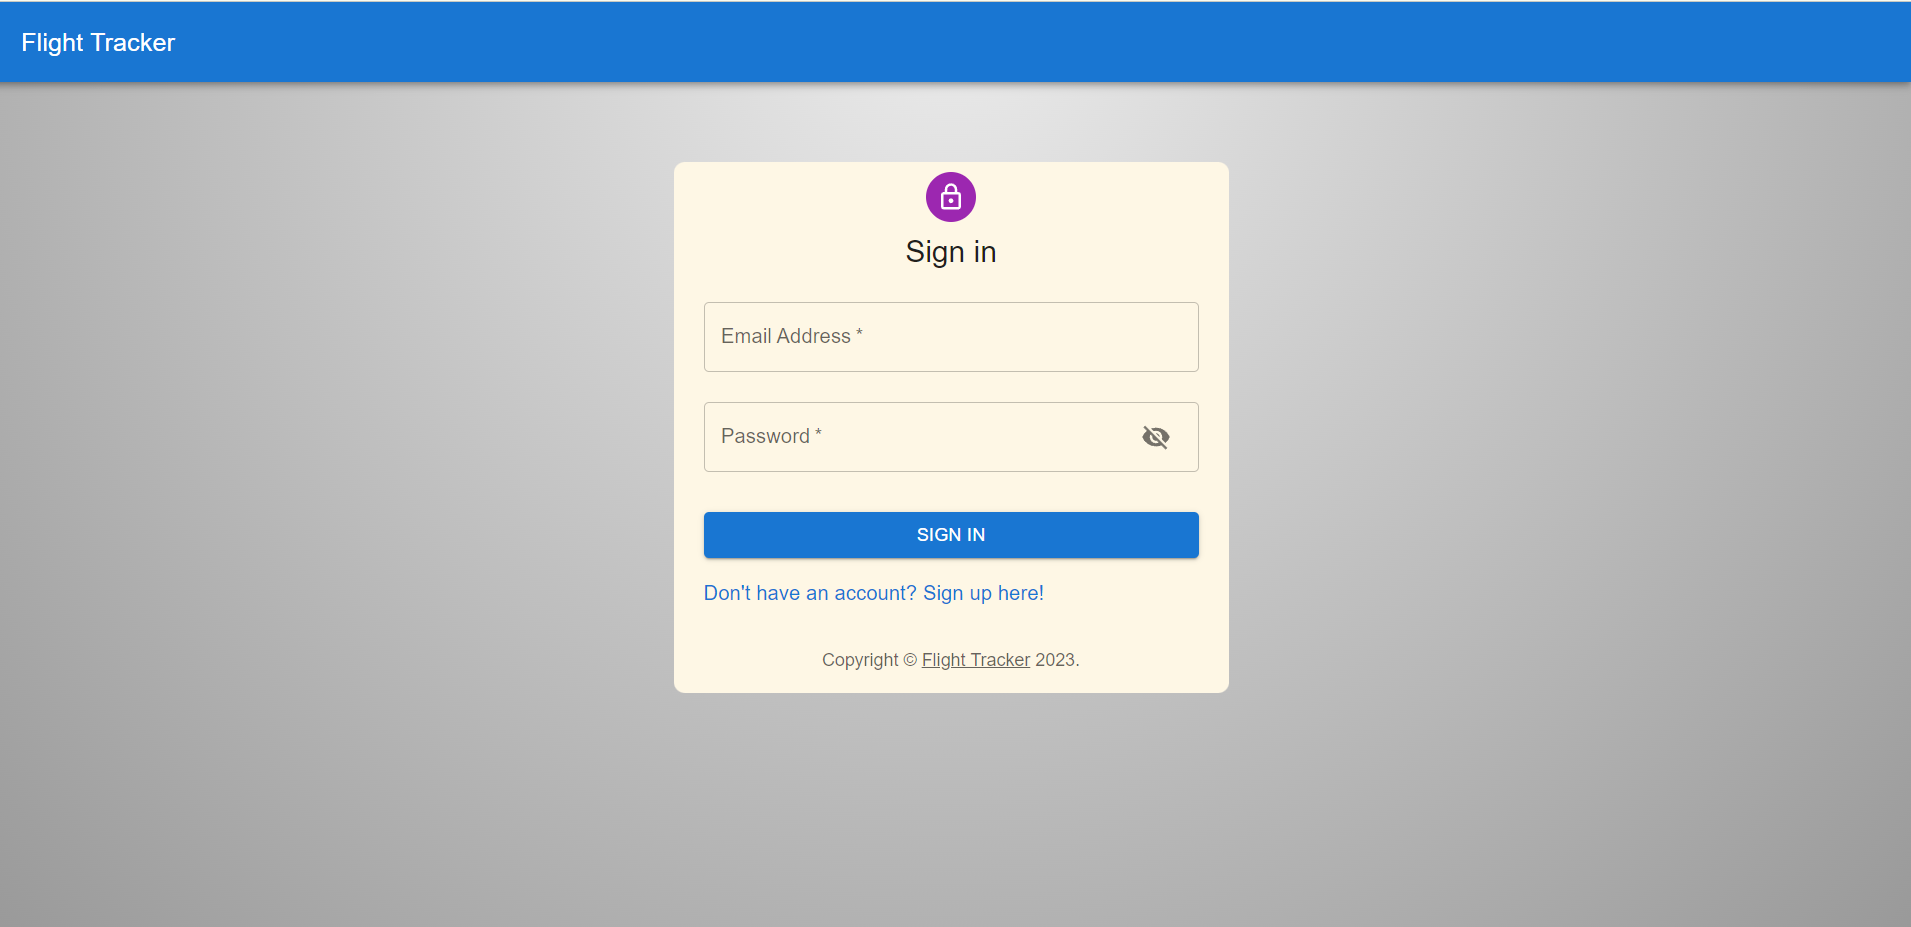 Flight Tracker
Sign in
Email Address *
Password *
SIGN IN
Don't have an account? Sign up here!
Copyright © Flight Tracker 2023.